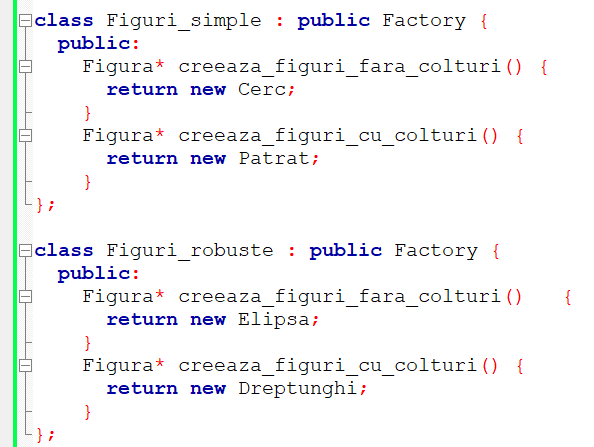 class Figuri_simple : public Factory {
public:
Figura* creeaza_figuri_fara_colturi() {
return new Cerc;
}
Figura* creeaza_figuri_cu_colturi() {
return new Patrat;
}
};
class Figuri_robuste : public Factory {
public:
Figura* creeaza_figuri_fara_colturi() {
return new Elipsa;
}
Figura* creeaza_figuri_cu_colturi() {
return new Dreptunghi;
}
};